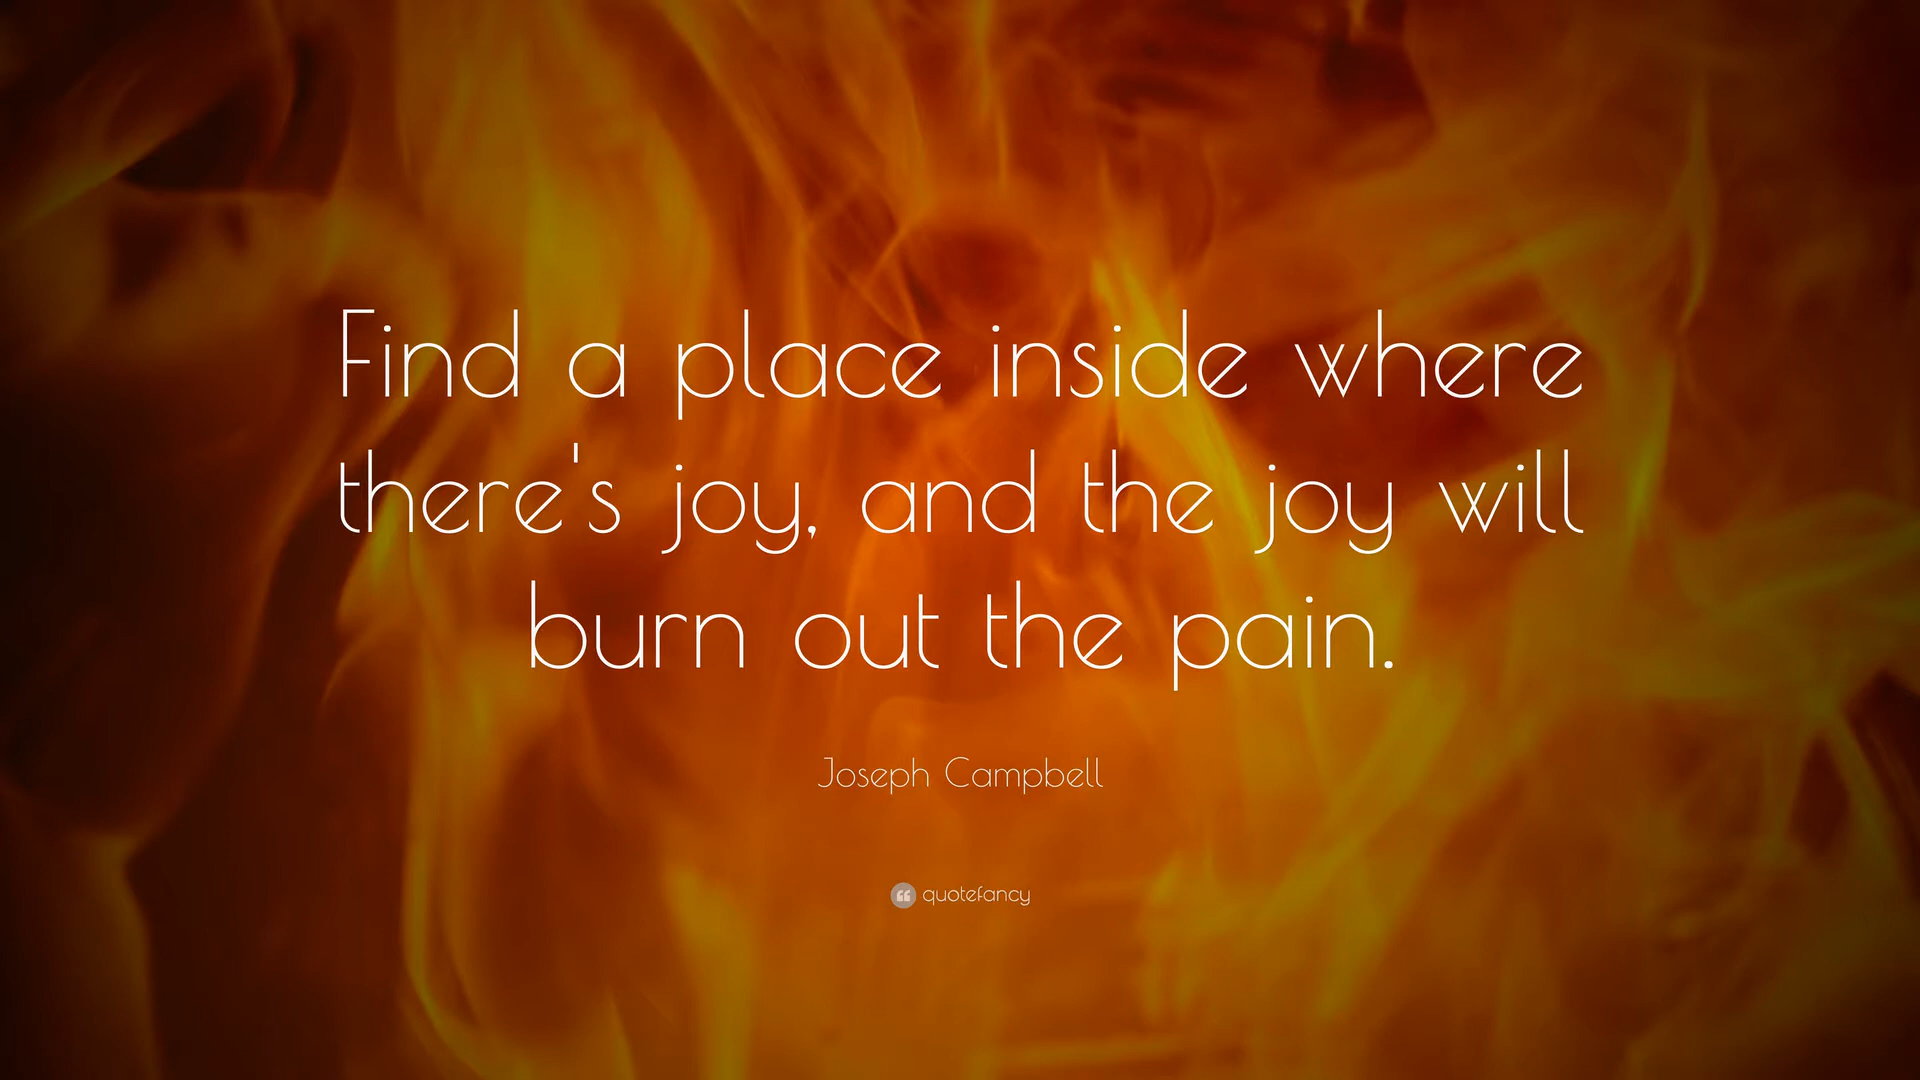 Find a place inside where
there's joy, and the joy will
burn out the pain.
Joseph Campbell
quotefancy